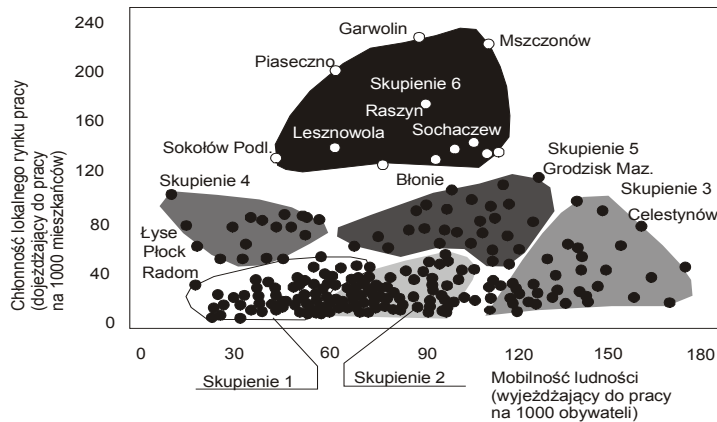 Chłonność lokalnego rynku pracy
(dojeżdżający do pracy
na 1000 mieszkańców)
240
200
160
120
80
40
0
Garwolin
Mszczonów
Piaseczno
Skupienie 6
Raszyn
Lesznowola
Sochaczew
Sokołów Podl.
Błonie
Skupienie 5
Grodzisk Maz.
Skupienie 4
Skupienie 3
Celestynów
Łyse
Płock
Radom
0
30
60
90
120
150
180
Skupienie 1
Skupienie 2
Mobilność ludności
(wyjeżdżający do pracy
na 1000 obywateli)